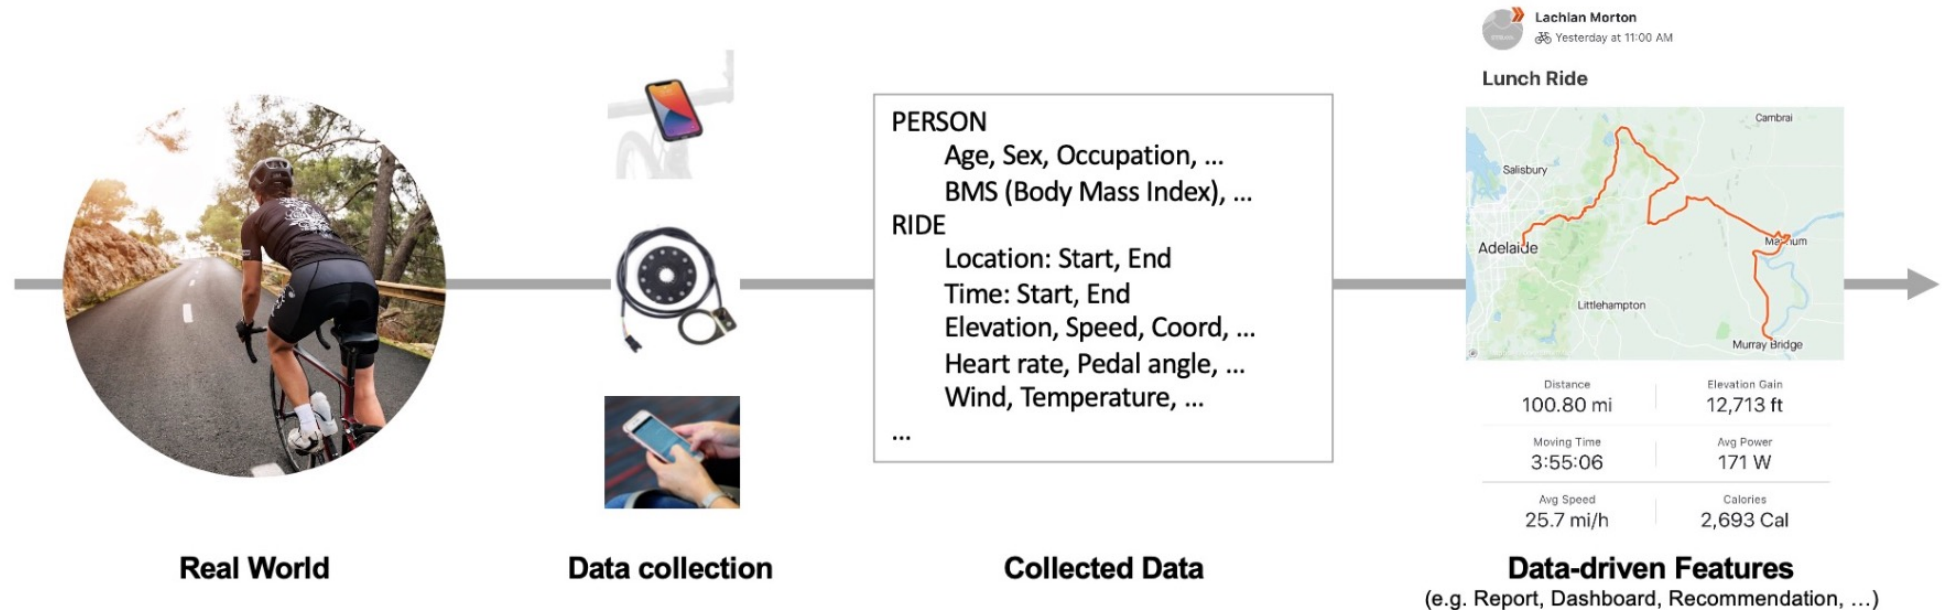 Lachlan Morton
Yesterday at 11:00 AM
Lunch Ride
Cambrai
Salisbury
Adelaide
Littlehampton
Murray Bridge
PERSON
Age, Sex, Occupation, ...
BMS (Body Mass Index), ...
RIDE
Location: Start, End
Time: Start, End
Elevation, Speed, Coord, ...
Heart rate, Pedal angle, ...
Wind, Temperature, ...
...
Distance
100.80 mi
Elevation Gain
12,713 ft
Moving Time
3:55:06
Avg Power
171 W
Avg Speed
25.7 mi/h
Calories
2,693 Cal
Real World
Data collection
Collected Data
Data-driven Features
(e.g. Report, Dashboard, Recommendation, ...)